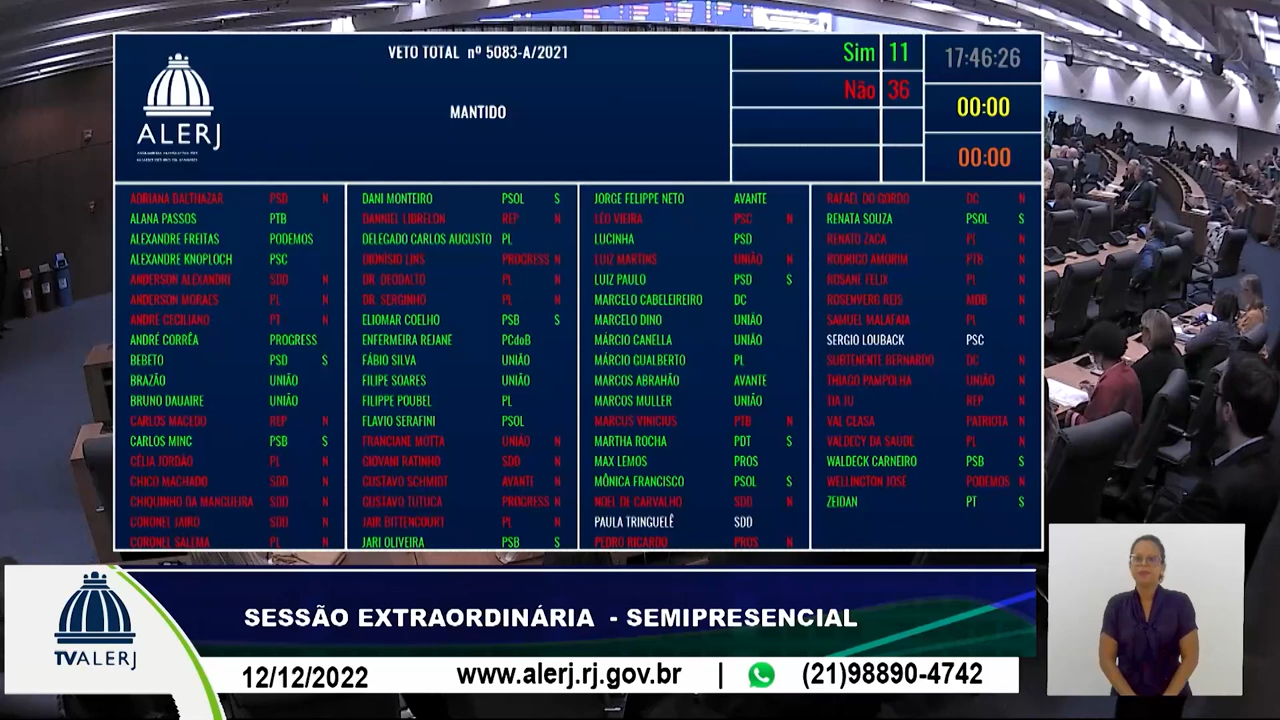 VETO TOTAL nº 5083-A/2021
MANTIDO
ALERJ
Sim 11
Não 36
17:46:26
00:00
00:00
ADRIANA BALTHAZAR PSD N
ALANA PASSOS PTB
ALEXANDRE FREITAS PODEMOS
ALEXANDRE KNOPLOCH PSC
ANDERSON ALEXANDRE SDD N
ANDERSON MORAES PL N
ANDRÉ CECILIANO PT N
ANDRÉ CORRÊA PROGRESS
BEBETO PSD S
BRAZÃO UNIÃO
BRUNO DAUAIRE UNIÃO
CARLOS MACEDO REP N
CARLOS MINC PSB S
CÉLIA JORDÃO PL N
CHICO MACHADO SDD N
CHIQUINHO DA MANGUEIRA SDD N
CORONEL JAIRO SDD N
CORONEL SALEMA PL N
DANI MONTEIRO PSOL S
DANNIEL LIBRELON REP N
DELEGADO CARLOS AUGUSTO PL
DIONÍSIO LINS PROGRESS N
DR. DEODALTO PL N
DR. SERGINHO PL N
ELIOMAR COELHO PSB S
ENFERMEIRA REJANE PCdoB
FÁBIO SILVA UNIÃO
FILIPE SOARES UNIÃO
FILIPPE POUBEL PL
FLAVIO SERAFINI PSOL
FRANCIANE MOTTA UNIÃO N
GIOVANI RATINHO SDD N
GUSTAVO SCHMIDT AVANTE N
GUSTAVO TUTUCA PROGRESS N
JAIR BITTENCOURT PL N
JARI OLIVEIRA PSB S
JORGE FELIPPE NETO AVANTE
LÉO VIEIRA PSC N
LUCINHA PSD
LUIZ MARTINS UNIÃO N
LUIZ PAULO PSD S
MARCELO CABELEIREIRO DC
MARCELO DINO UNIÃO
MÁRCIO CANELLA UNIÃO
MÁRCIO GUALBERTO PL
MARCOS ABRAHÃO AVANTE
MARCOS MULLER UNIÃO
MARCUS VINICIUS PTB N
MARTHA ROCHA PDT S
MAX LEMOS PROS
MÔNICA FRANCISCO PSOL S
NOEL DE CARVALHO SDD N
PAULA TRINGUELÊ SDD
PEDRO RICARDO PROS N
RAFAEL DO GORDO DC N
RENATA SOUZA PSOL S
RENATO ZACA PL N
RODRIGO AMORIM PTB N
ROSANE FELIX PL N
ROSENVERG REIS MDB N
SAMUEL MALAFAIA PL N
SERGIO LOUBACK PSC
SUBTENENTE BERNARDO DC N
THIAGO PAMPOLHA UNIÃO N
TIA JU REP N
VAL CEASA PATRIOTA N
VALDECY DA SAÚDE PL N
WALDECK CARNEIRO PSB S
WELLINGTON JOSÉ PODEMOS N
ZEIDAN PT S
SESSÃO EXTRAORDINÁRIA - SEMIPRESENCIAL
TVALERJ
12/12/2022 www.alerj.rj.gov.br | (21)98890-4742